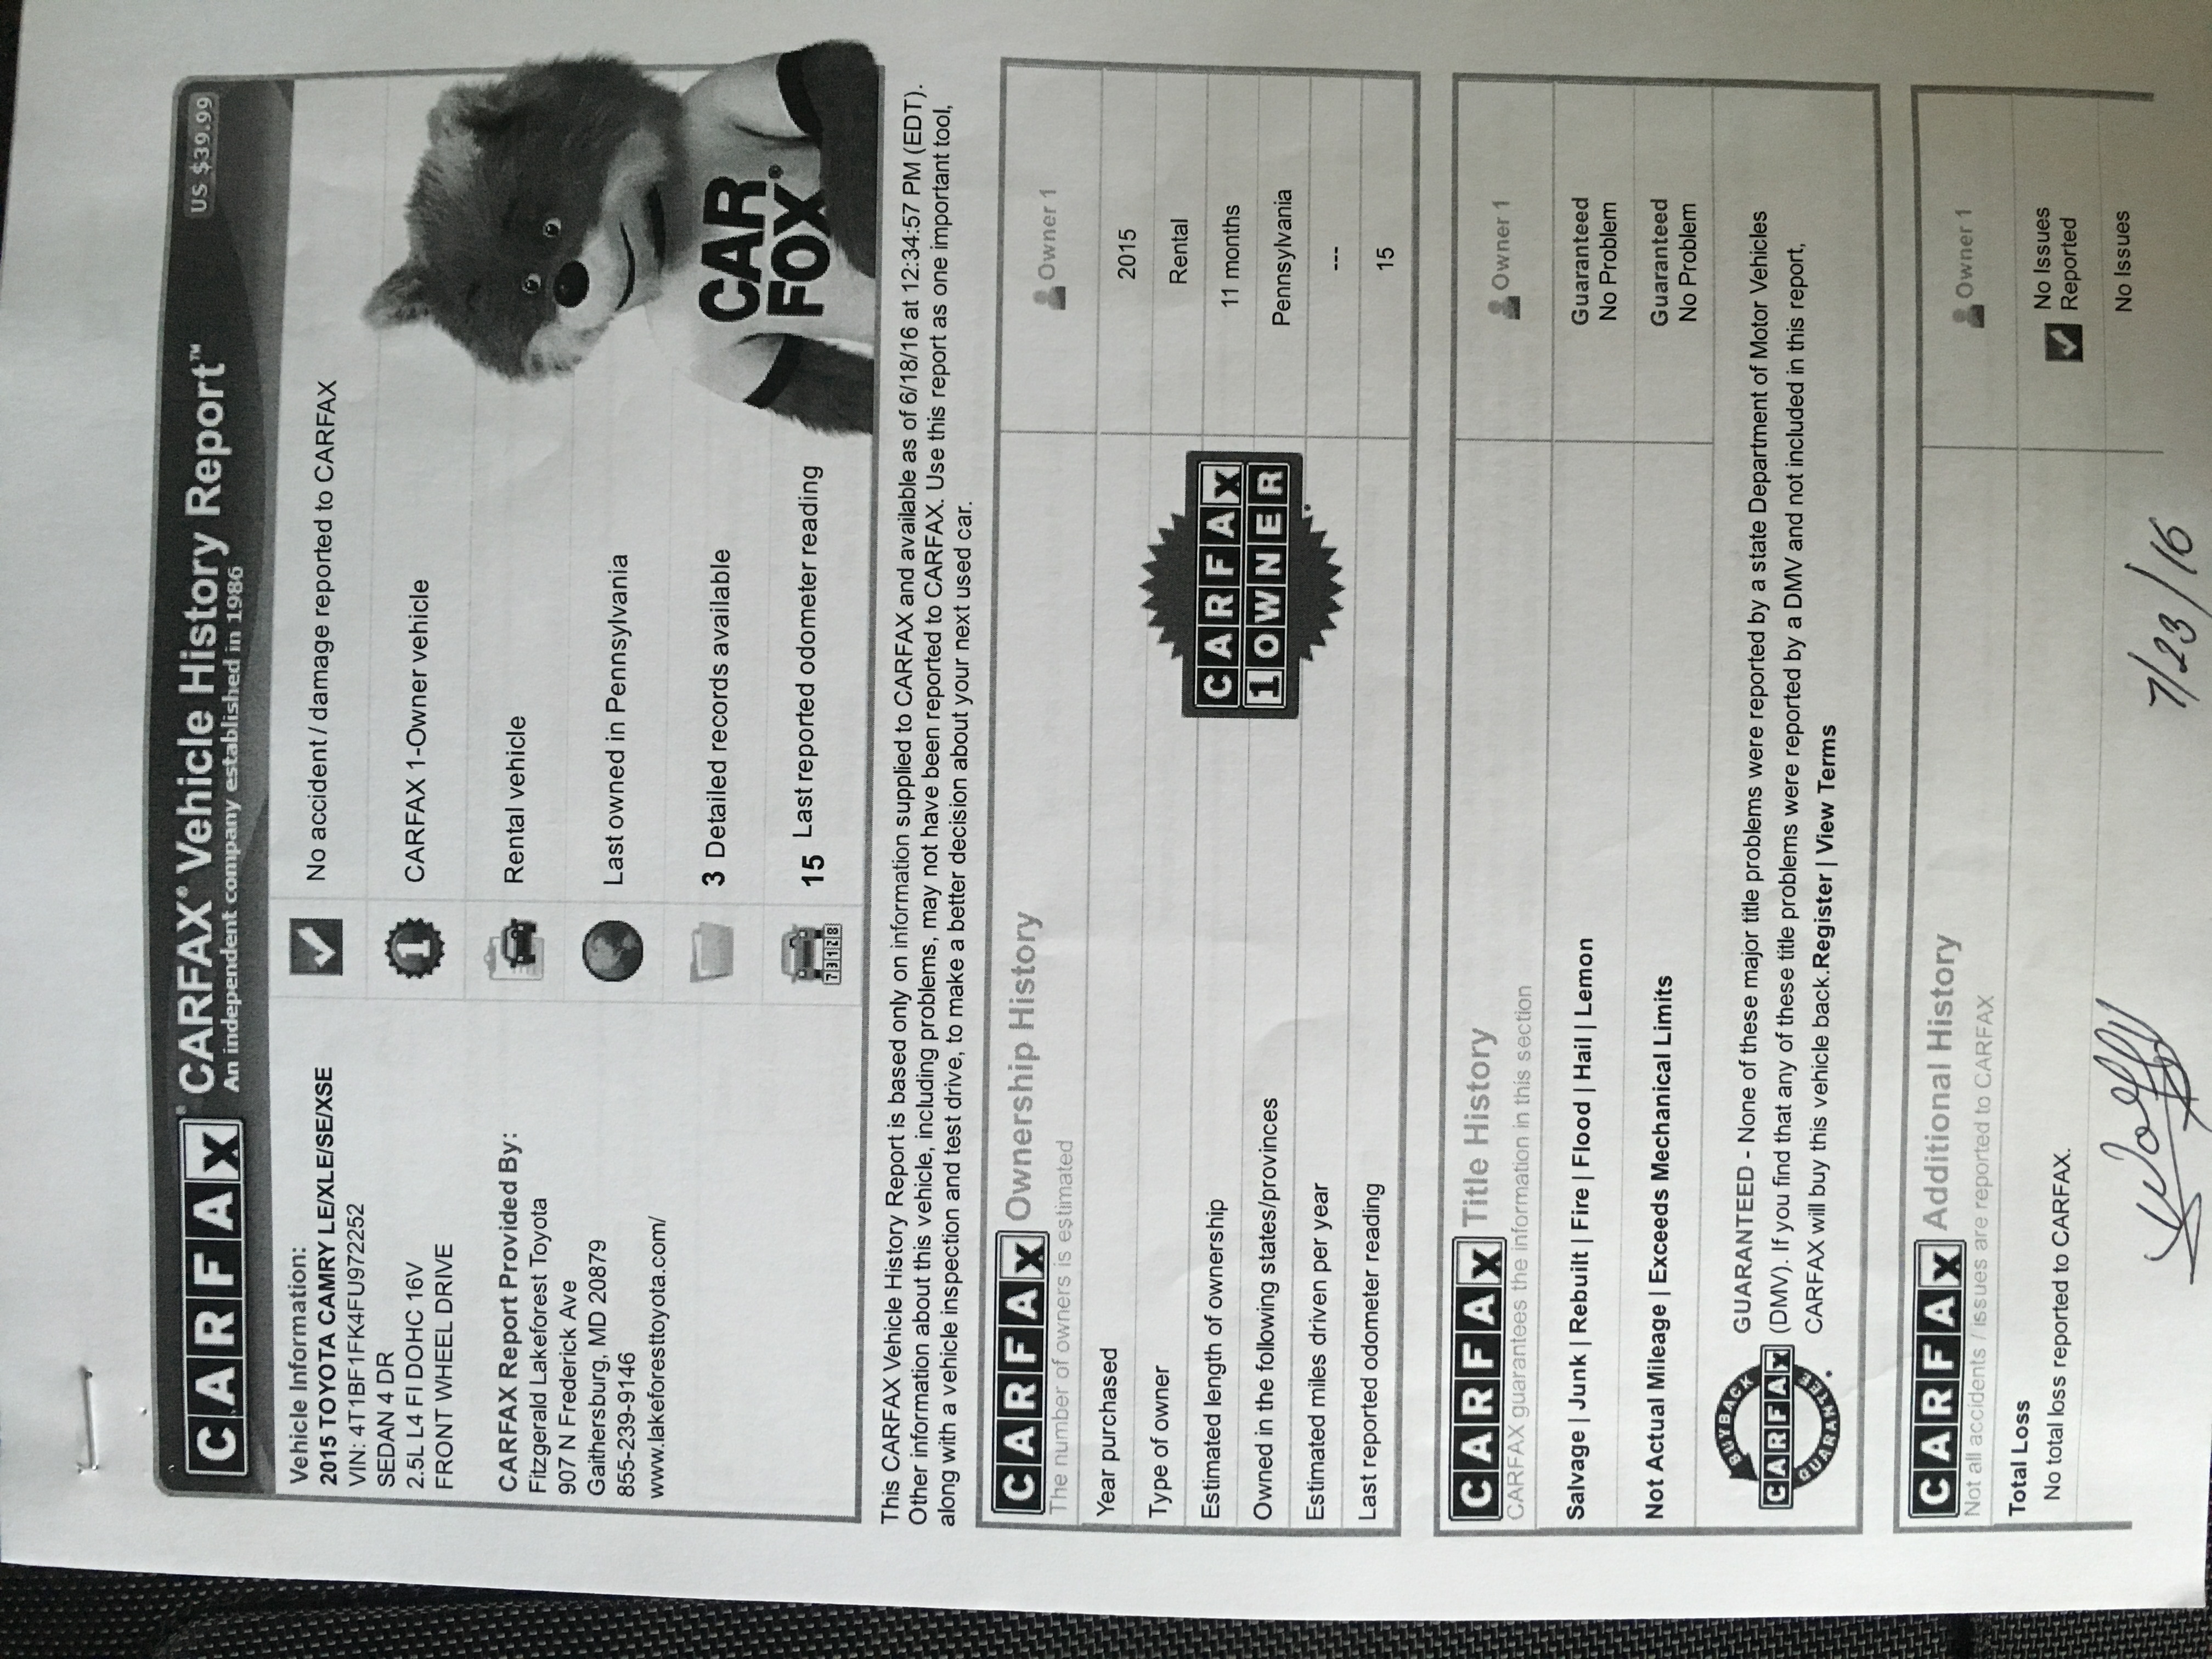 CARFAX® CARFAX® Vehicle History Report™ US $39.99
An independent company established in 1986
Vehicle Information:
2015 TOYOTA CAMRY LE/XLE/SE/XSE
VIN: 4T1BF1FK4FU972252
SEDAN 4 DR
2.5L L4 FI DOHC 16V
FRONT WHEEL DRIVE
CARFAX Report Provided By:
Fitzgerald Lakeforest Toyota
907 N Frederick Ave
Gaithersburg, MD 20879
855-239-9146
www.lakeforesttoyota.com/
No accident / damage reported to CARFAX
1 CARFAX 1-Owner vehicle
Rental vehicle
Last owned in Pennsylvania
3 Detailed records available
73128 15 Last reported odometer reading
CAR
FOX®
This CARFAX Vehicle History Report is based only on information supplied to CARFAX and available as of 6/18/16 at 12:34:57 PM (EDT).
Other information about this vehicle, including problems, may not have been reported to CARFAX. Use this report as one important tool,
along with a vehicle inspection and test drive, to make a better decision about your next used car.
CARFAX Ownership History
The number of owners is estimated
Owner 1
Year purchased 2015
Type of owner Rental
Estimated length of ownership 11 months
Owned in the following states/provinces Pennsylvania
Estimated miles driven per year ---
Last reported odometer reading 15
CARFAX
1 OWNER
CARFAX Title History
CARFAX guarantees the information in this section
Owner 1
Salvage | Junk | Rebuilt | Fire | Flood | Hail | Lemon
Guaranteed
No Problem
Not Actual Mileage | Exceeds Mechanical Limits
Guaranteed
No Problem
BUYBACK
CARFAX
GUARANTEE
GUARANTEED - None of these major title problems were reported by a state Department of Motor Vehicles
(DMV). If you find that any of these title problems were reported by a DMV and not included in this report,
CARFAX will buy this vehicle back.Register | View Terms
CARFAX Additional History
Not all accidents / issues are reported to CARFAX
Owner 1
Total Loss
No total loss reported to CARFAX.
No Issues
Reported
No Issues
7/23/16